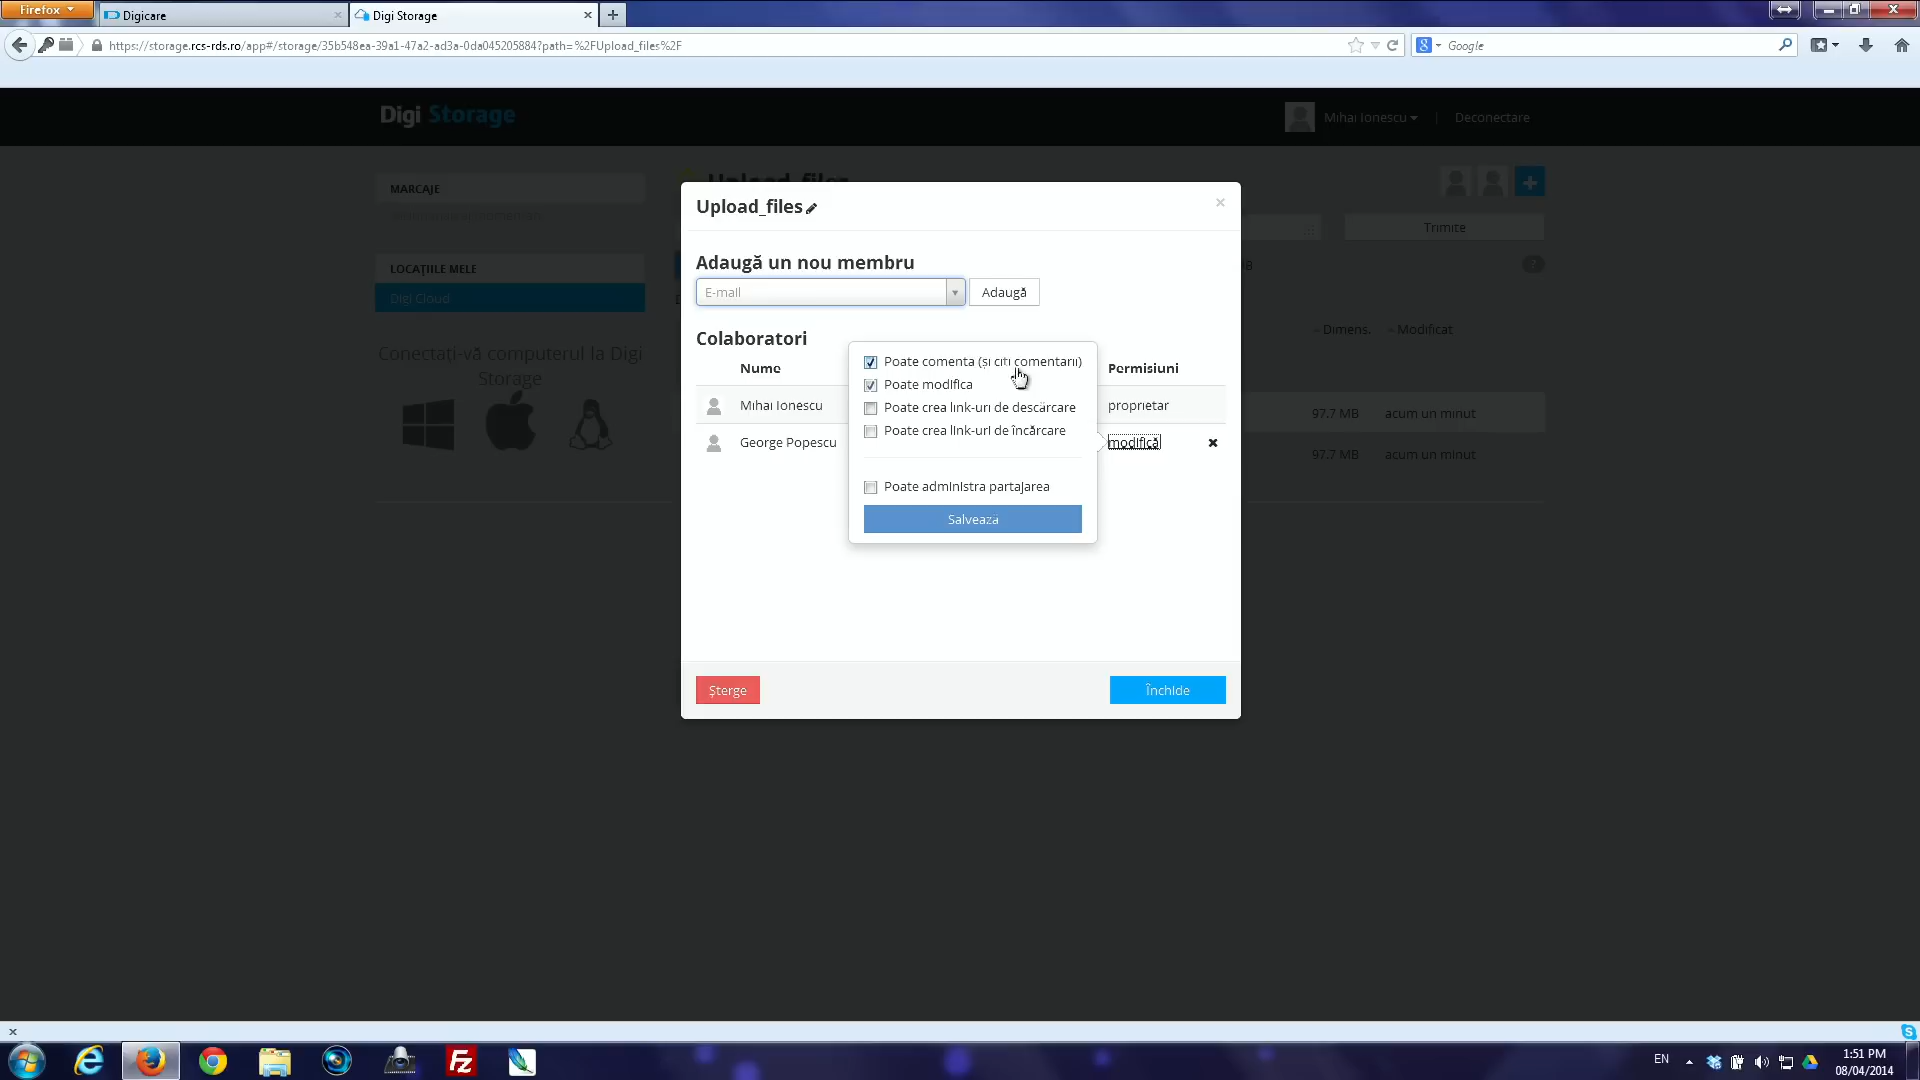 Firefox
Digicare
Digi Storage
https://storage.rcs-rds.ro/app#/storage/35b548ea-39a1-47a2-ad3a-0da045205884?path=%2FUpload_files%2F
Google
Digi Storage
Mihai Ionescu
Deconectare
MARCAJE
Upload_files
Trimite
LOCAȚIILE MELE
Digi Cloud
Conectați-vă computerul la Digi
Storage
Upload_files
Adaugă un nou membru
E-mail
Adaugă
Colaboratori
Nume
Permisiuni
Mihai Ionescu
proprietar
George Popescu
modifică
Poate comenta (și citi comentarii)
Poate modifica
Poate crea link-uri de descărcare
Poate crea link-uri de încărcare
Poate administra partajarea
Salvează
Dimens.
Modificat
97.7 MB
acum un minut
97.7 MB
acum un minut
Șterge
Închide
EN
1:51 PM
08/04/2014